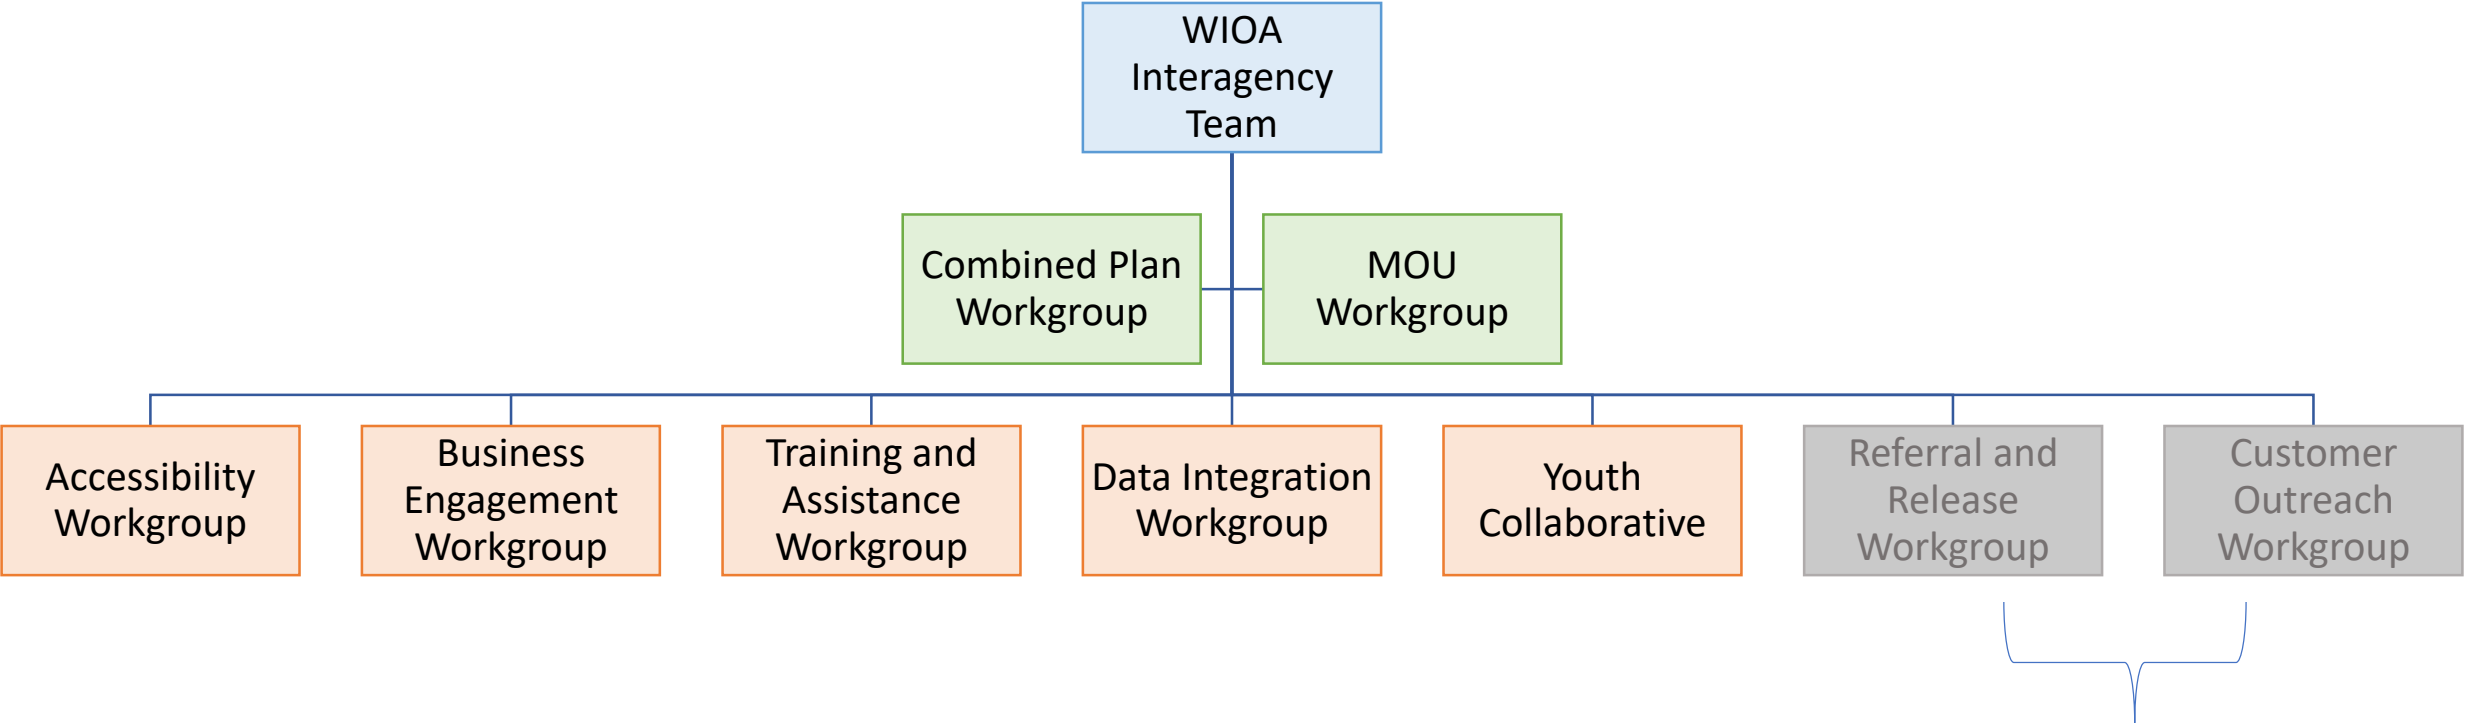 WIOA
Interagency
Team
Combined Plan
Workgroup
MOU
Workgroup
Accessibility
Workgroup
Business
Engagement
Workgroup
Training and
Assistance
Workgroup
Data Integration
Workgroup
Youth
Collaborative
Referral and
Release
Workgroup
Customer
Outreach
Workgroup